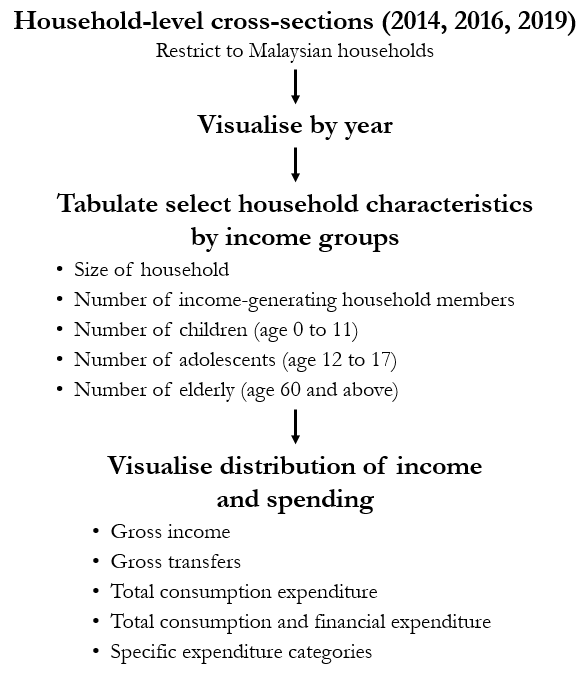 Household-level cross-sections (2014, 2016, 2019)
Restrict to Malaysian households
Visualise by year
Tabulate select household characteristics
by income groups
• Size of household
• Number of income-generating household members
• Number of children (age 0 to 11)
• Number of adolescents (age 12 to 17)
• Number of elderly (age 60 and above)
Visualise distribution of income
and spending
• Gross income
• Gross transfers
• Total consumption expenditure
• Total consumption and financial expenditure
• Specific expenditure categories